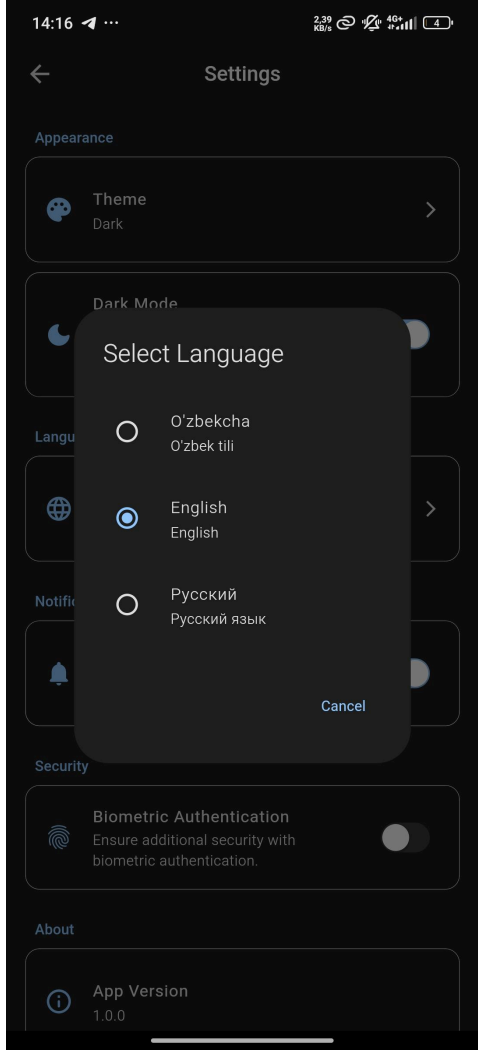 14:16
2,39
KB/s
4G+
4
Settings
Appearance
Theme
Dark
Dark Mode
Select Language
O'zbekcha
O'zbek tili
Langu
English
English
Notific
Русский
Русский язык
Cancel
Security
Biometric Authentication
Ensure additional security with
biometric authentication.
About
App Version
1.0.0